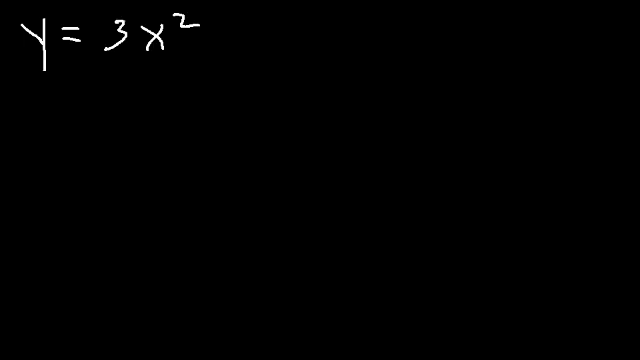 y = 3x²